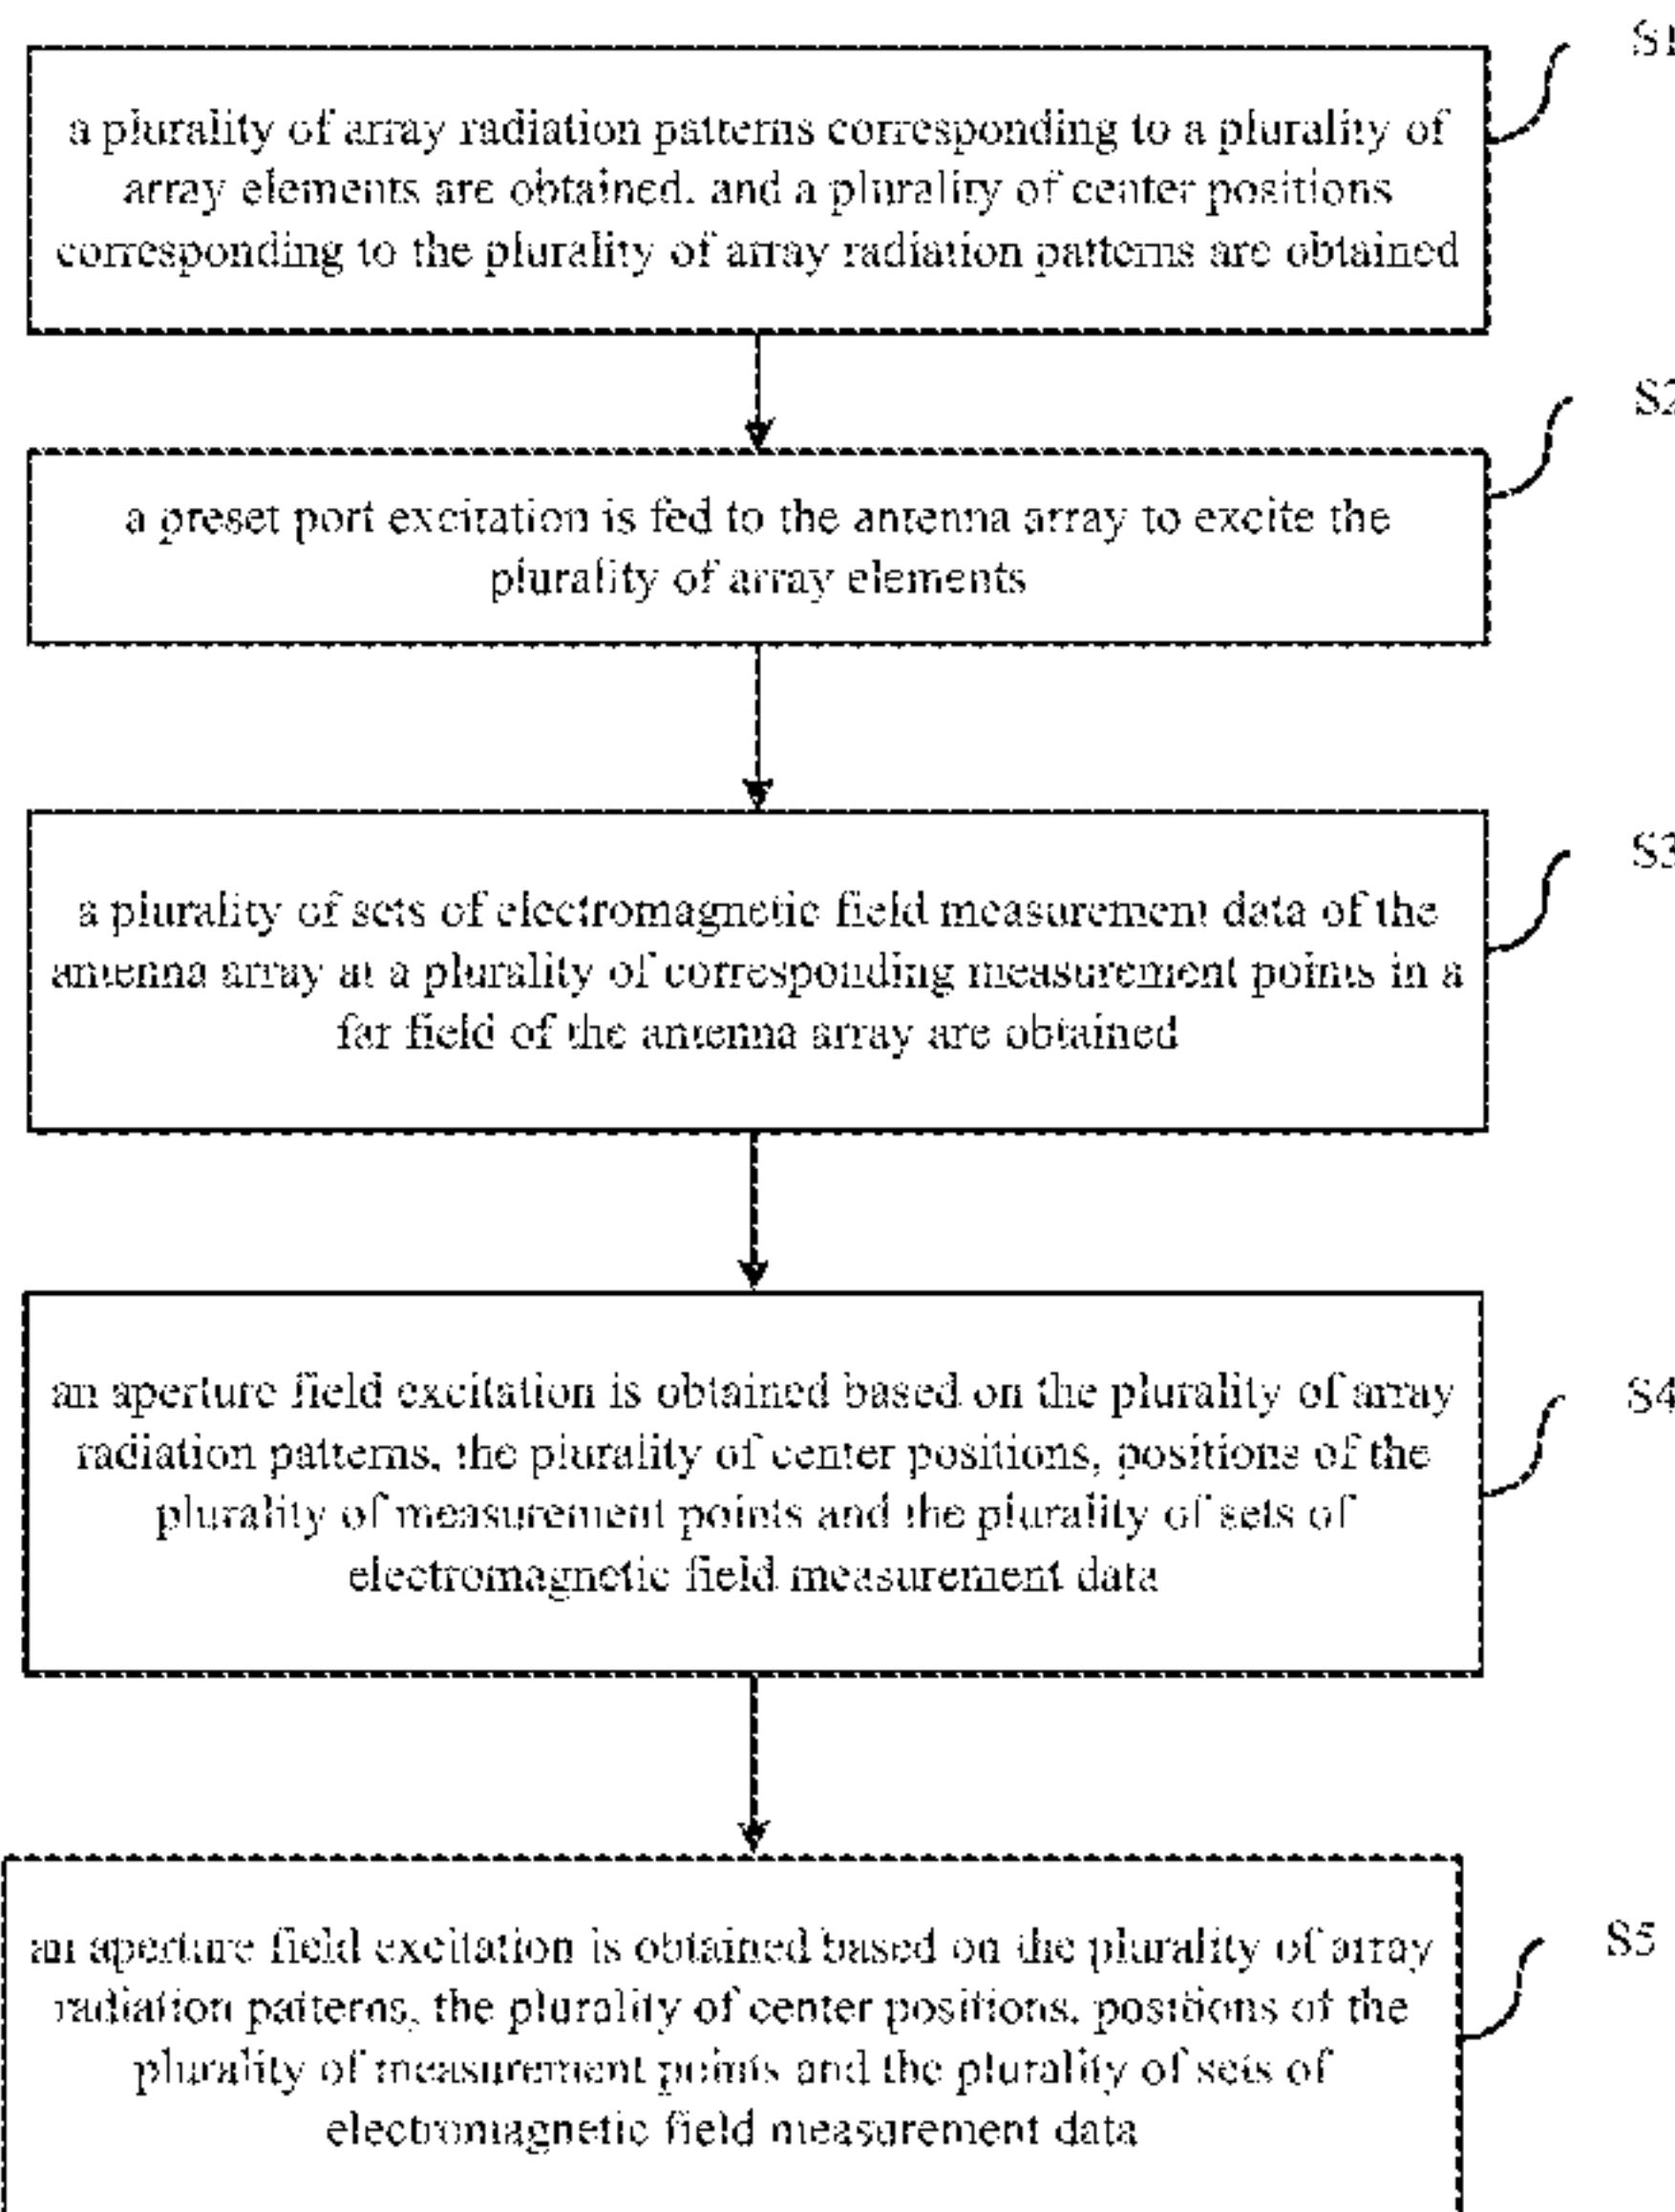 S1
a plurality of array radiation patterns corresponding to a plurality of
array elements are obtained, and a plurality of center positions
corresponding to the plurality of array radiation patterns are obtained
S2
a preset port excitation is fed to the antenna array to excite the
plurality of array elements
S3
a plurality of sets of electromagnetic field measurement data of the
antenna array at a plurality of corresponding measurement points in a
far field of the antenna array are obtained
S4
an aperture field excitation is obtained based on the plurality of array
radiation patterns, the plurality of center positions, positions of the
plurality of measurement points and the plurality of sets of
electromagnetic field measurement data
S5
an aperture field excitation is obtained based on the plurality of array
radiation patterns, the plurality of center positions, positions of the
plurality of measurement points and the plurality of sets of
electromagnetic field measurement data